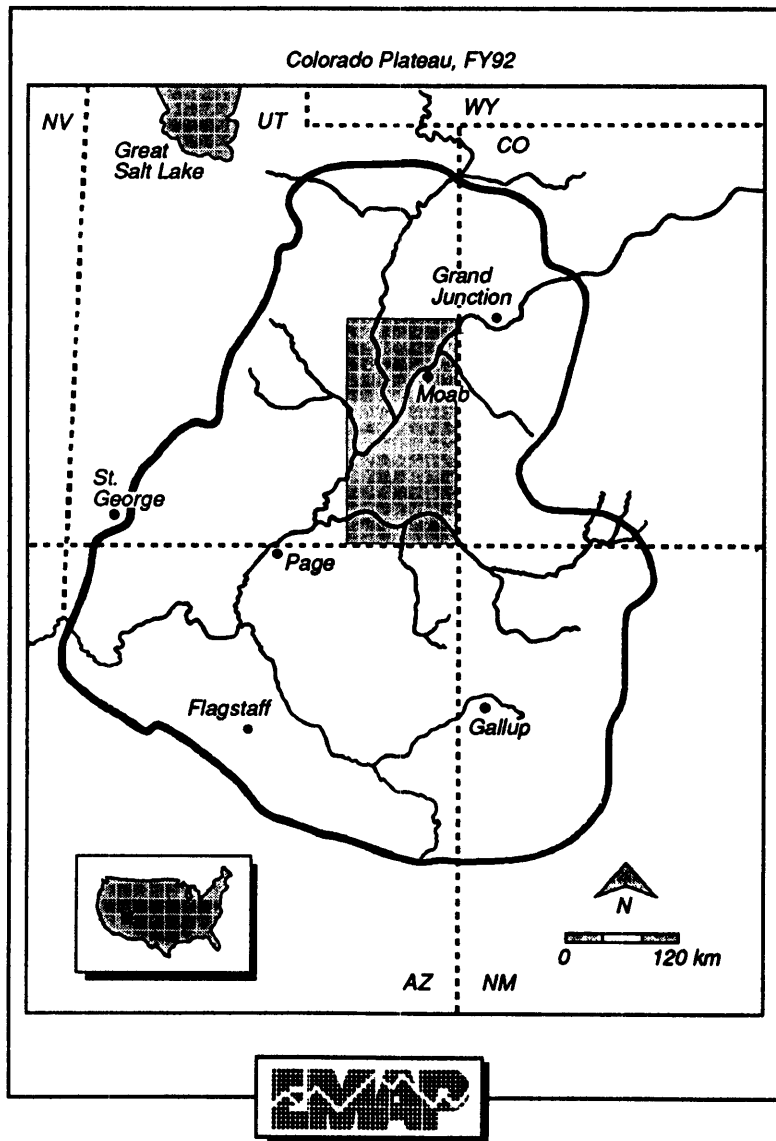 Colorado Plateau, FY92
NV
UT
WY
CO
Great
Salt Lake
Grand
Junction
Moab
St.
George
Page
Flagstaff
Gallup
N
0
120 km
AZ
NM
EMAP